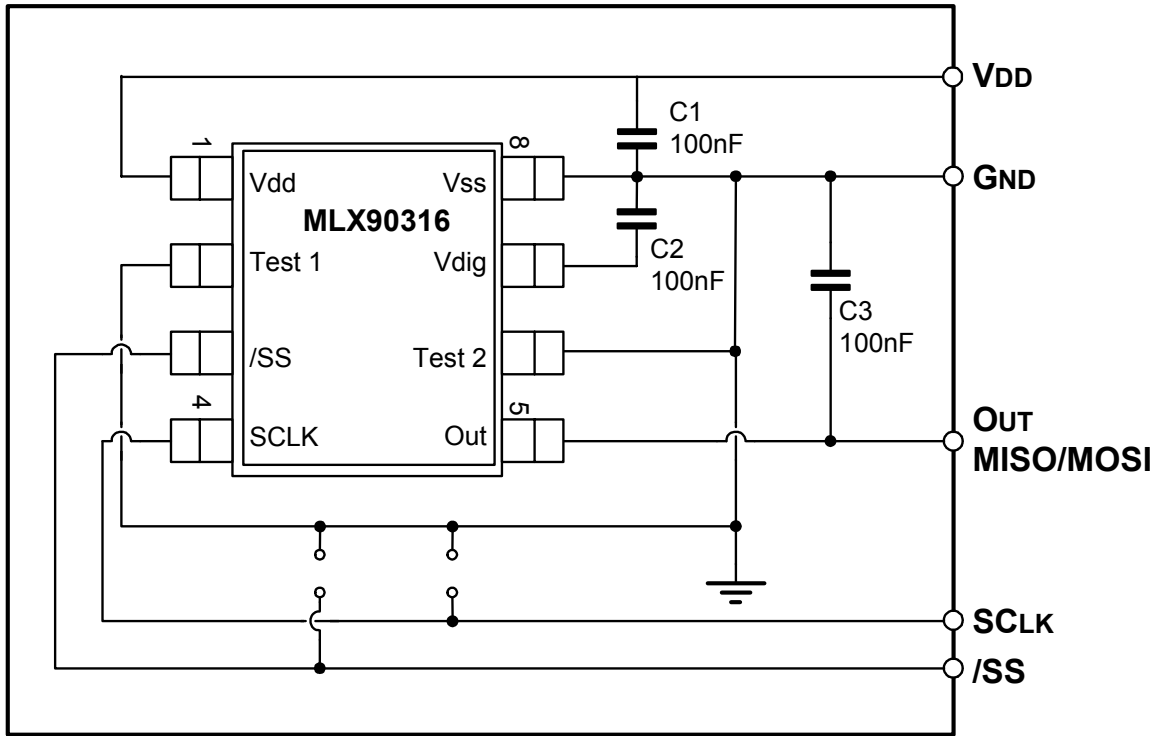 VDD
C1
100nF
1
8
Vdd
Vss
GND
MLX90316
C2
100nF
Test 1
Vdig
C3
100nF
/SS
Test 2
4
5
SCLK
Out
OUT
MISO/MOSI
SCLK
/SS